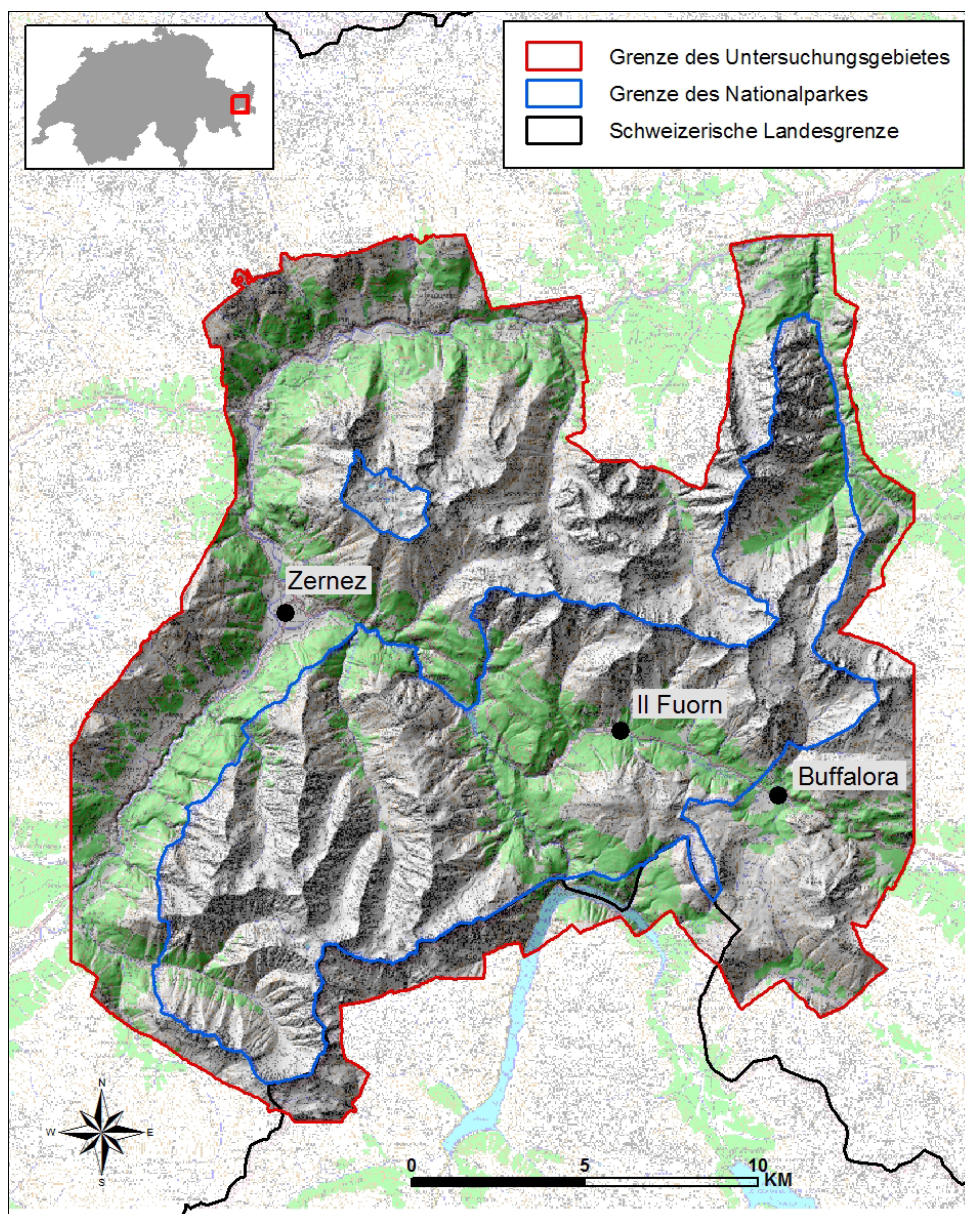 Grenze des Untersuchungsgebietes
Grenze des Nationalparkes
Schweizerische Landesgrenze
Zernez
Il Fuorn
Buffalora
N
W
E
S
0
5
10
KM